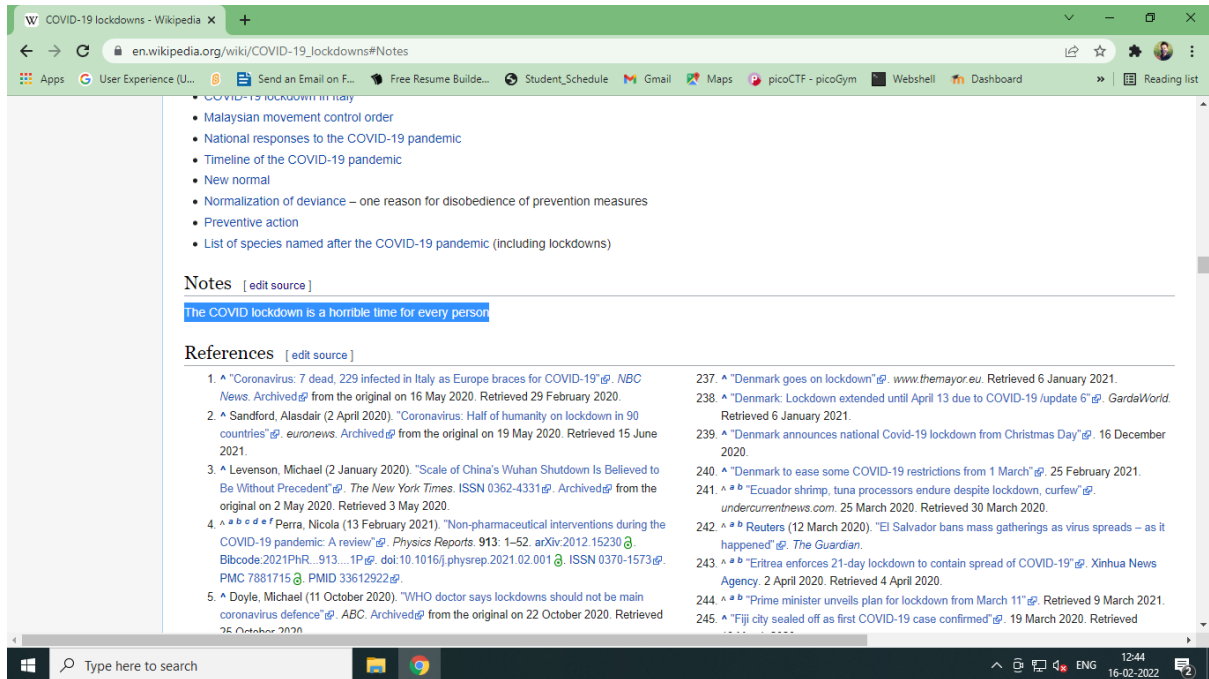 COVID-19 lockdowns - Wikipedia
en.wikipedia.org/wiki/COVID-19_lockdowns#Notes
Apps User Experience (U... Send an Email on F... Free Resume Builde... Student_Schedule Gmail Maps picoCTF - picoGym Webshell Dashboard » Reading list
COVID-19 lockdown in Italy
• Malaysian movement control order
• National responses to the COVID-19 pandemic
• Timeline of the COVID-19 pandemic
• New normal
• Normalization of deviance – one reason for disobedience of prevention measures
• Preventive action
• List of species named after the COVID-19 pandemic (including lockdowns)
Notes [ edit source ]
The COVID lockdown is a horrible time for every person
References [ edit source ]
1. ^ "Coronavirus: 7 dead, 229 infected in Italy as Europe braces for COVID-19". NBC
News. Archived from the original on 16 May 2020. Retrieved 29 February 2020.
2. ^ Sandford, Alasdair (2 April 2020). "Coronavirus: Half of humanity on lockdown in 90
countries". euronews. Archived from the original on 19 May 2020. Retrieved 15 June
2021.
3. ^ Levenson, Michael (2 January 2020). "Scale of China's Wuhan Shutdown Is Believed to
Be Without Precedent". The New York Times. ISSN 0362-4331. Archived from the
original on 2 May 2020. Retrieved 3 May 2020.
4. ^ a b c d e f Perra, Nicola (13 February 2021). "Non-pharmaceutical interventions during the
COVID-19 pandemic: A review". Physics Reports. 913: 1–52. arXiv:2012.15230.
Bibcode:2021PhR...913....1P. doi:10.1016/j.physrep.2021.02.001. ISSN 0370-1573.
PMC 7881715. PMID 33612922.
5. ^ Doyle, Michael (11 October 2020). "WHO doctor says lockdowns should not be main
coronavirus defence". ABC. Archived from the original on 22 October 2020. Retrieved
25 October 2020
237. ^ "Denmark goes on lockdown". www.themayor.eu. Retrieved 6 January 2021.
238. ^ "Denmark: Lockdown extended until April 13 due to COVID-19 /update 6". GardaWorld.
Retrieved 6 January 2021.
239. ^ "Denmark announces national Covid-19 lockdown from Christmas Day". 16 December
2020.
240. ^ "Denmark to ease some COVID-19 restrictions from 1 March". 25 February 2021.
241. ^ a b "Ecuador shrimp, tuna processors endure despite lockdown, curfew".
undercurrentnews.com. 25 March 2020. Retrieved 30 March 2020.
242. ^ a b Reuters (12 March 2020). "El Salvador bans mass gatherings as virus spreads – as it
happened". The Guardian.
243. ^ a b "Eritrea enforces 21-day lockdown to contain spread of COVID-19". Xinhua News
Agency. 2 April 2020. Retrieved 4 April 2020.
244. ^ a b "Prime minister unveils plan for lockdown from March 11". Retrieved 9 March 2021.
245. ^ "Fiji city sealed off as first COVID-19 case confirmed". 19 March 2020. Retrieved
Type here to search
ENG
12:44
16-02-2022
2